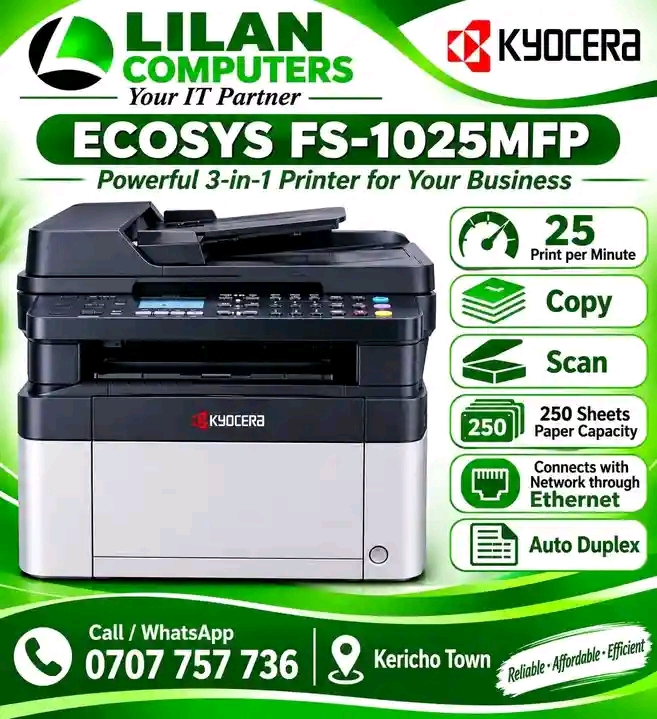 LILAN
COMPUTERS
Your IT Partner
KYOCERA
ECOSYS FS-1025MFP
Powerful 3-in-1 Printer for Your Business
25
Print per Minute
Copy
Scan
250
250 Sheets
Paper Capacity
Connects with
Network through
Ethernet
Auto Duplex
KYOCERA
Call / WhatsApp
0707 757 736
Kericho Town
Reliable • Affordable • Efficient